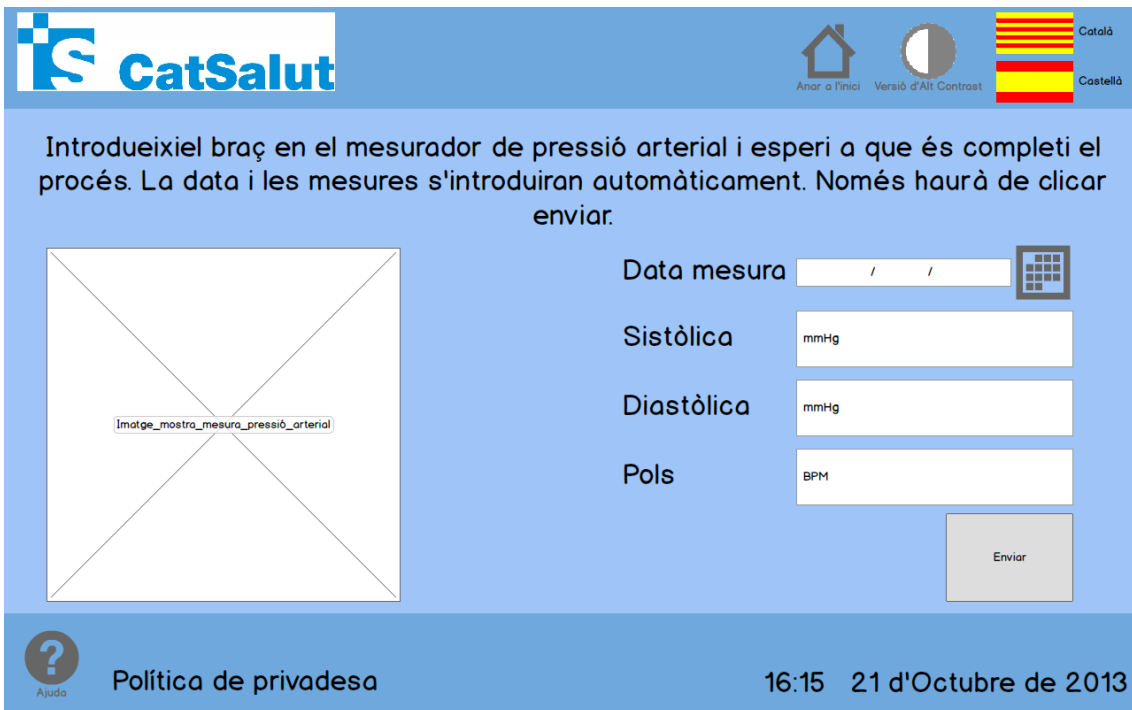 CatSalut
Anar a l'inici
Versió d'Alt Contrast
Català
Castellà
Introdueixiel braç en el mesurador de pressió arterial i esperi a que és completi el
procés. La data i les mesures s'introduiran automàticament. Només haurà de clicar
enviar.
Imatge_mostra_mesura_pressió_arterial
Data mesura / /
Sistòlica mmHg
Diastòlica mmHg
Pols BPM
Enviar
?
Ajuda
Política de privadesa
16:15 21 d'Octubre de 2013